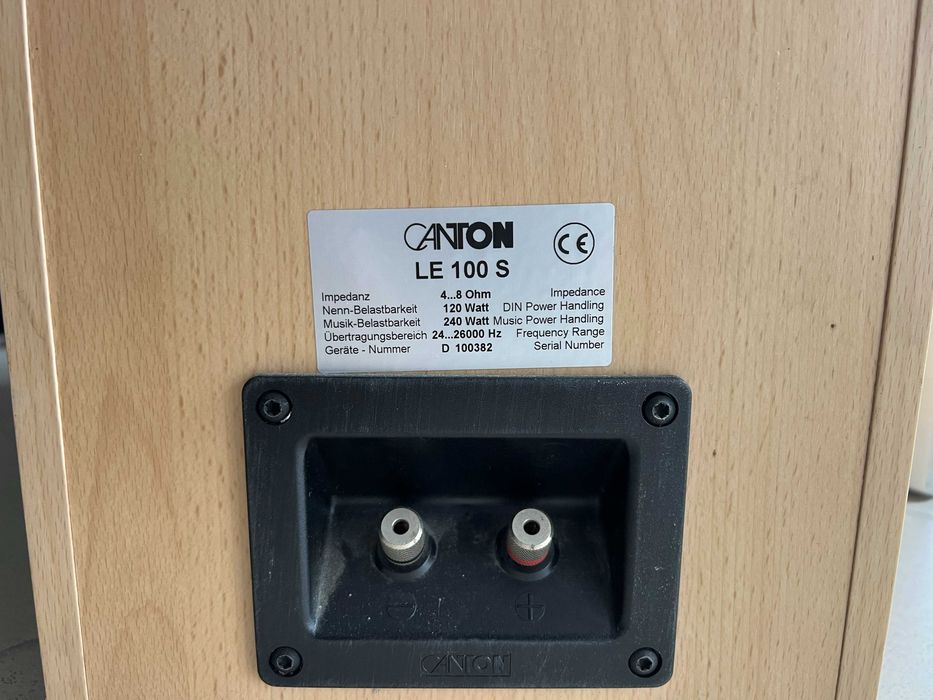 CANTON
CE
LE 100 S
Impedanz 4...8 Ohm Impedance
Nenn-Belastbarkeit 120 Watt DIN Power Handling
Musik-Belastbarkeit 240 Watt Music Power Handling
Übertragungsbereich 24...26000 Hz Frequency Range
Geräte - Nummer D 100382 Serial Number
- +
CANTON